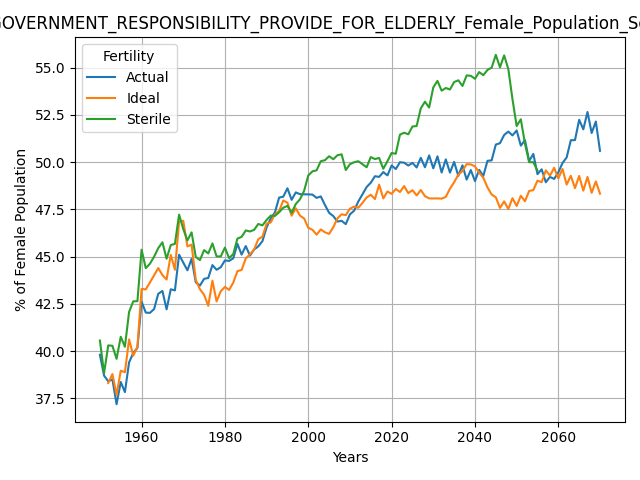 GOVERNMENT_RESPONSIBILITY_PROVIDE_FOR_ELDERLY_Female_Population_Se
Fertility
Actual
Ideal
Sterile
55.0
52.5
50.0
47.5
45.0
42.5
40.0
37.5
% of Female Population
1960 1980 2000 2020 2040 2060
Years